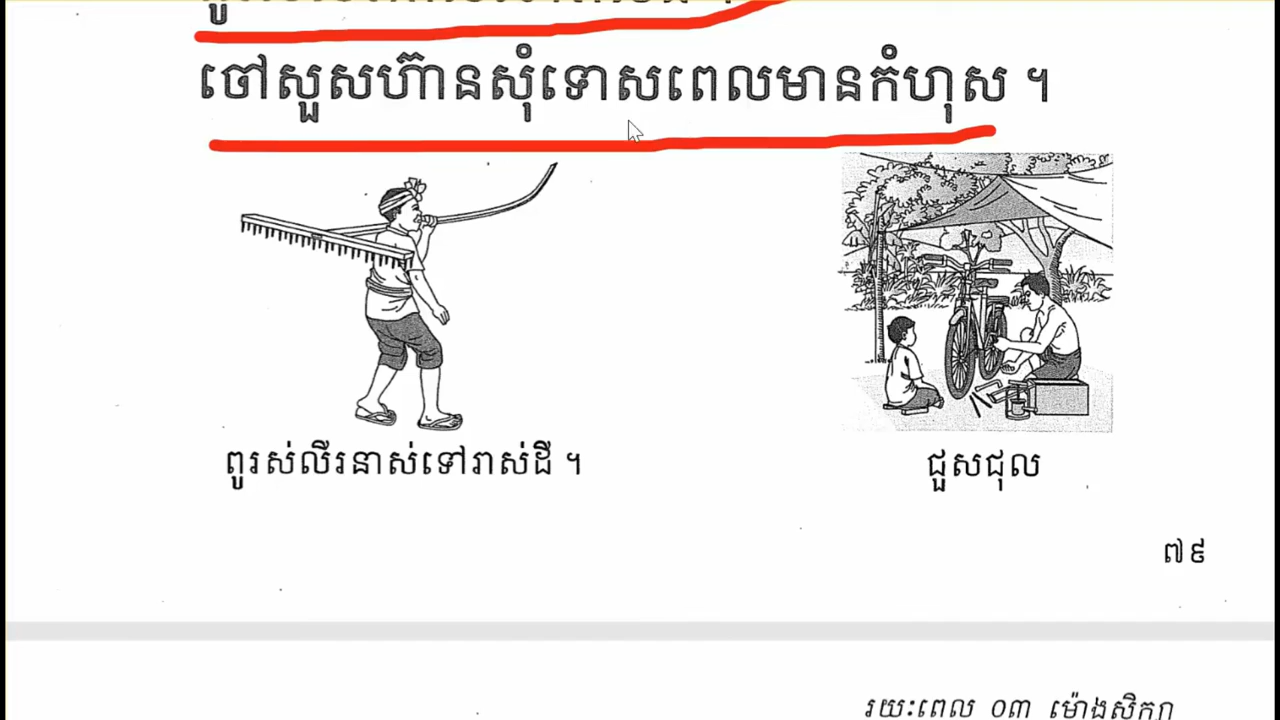 ចៅសួសហ៊ានសុំទោសពេលមានកំហុស ។
ពូរស់លីរនាស់ទៅរាស់ដី ។
ជួសជុល
៧៩
រយៈពេល ០៣ ម៉ោងសិក្សា